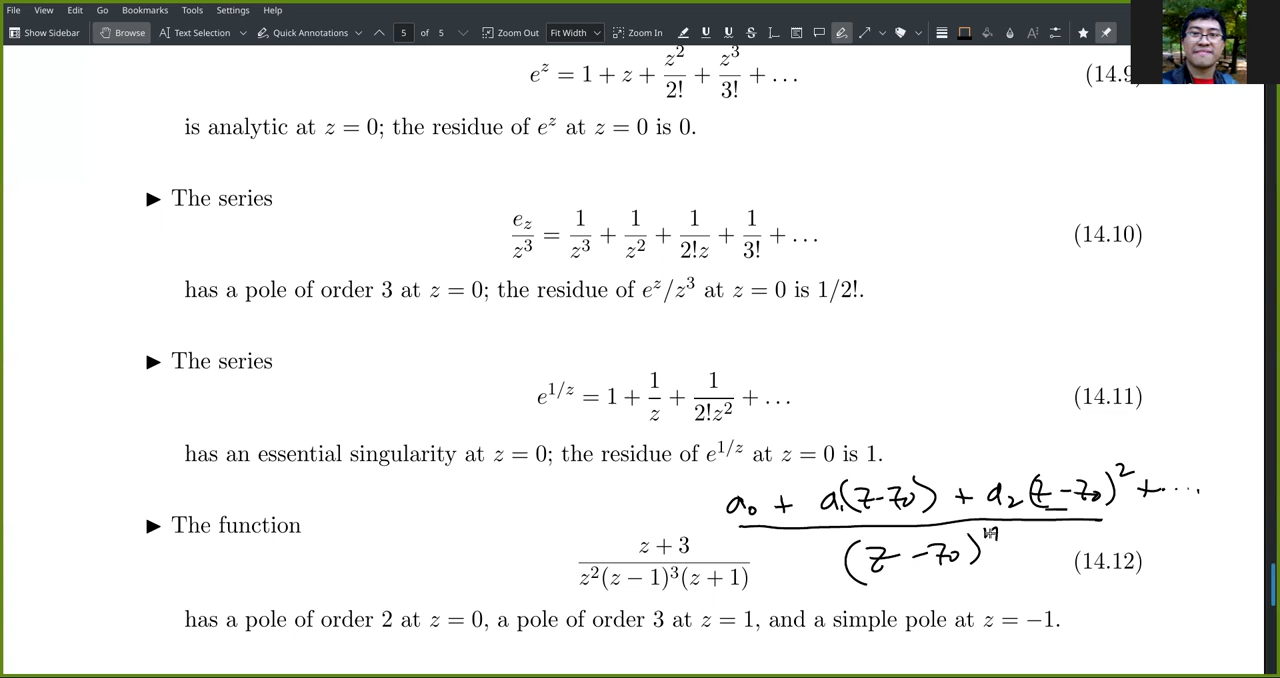 File View Edit Go Bookmarks Tools Settings Help
Show Sidebar Browse Text Selection Quick Annotations 5 of 5 Zoom Out Fit Width Zoom In
e^z = 1 + z + z^2/2! + z^3/3! + ... (14.9
is analytic at z = 0; the residue of e^z at z = 0 is 0.
▶ The series
e_z/z^3 = 1/z^3 + 1/z^2 + 1/2!z + 1/3! + ... (14.10)
has a pole of order 3 at z = 0; the residue of e^z/z^3 at z = 0 is 1/2!.
▶ The series
e^{1/z} = 1 + 1/z + 1/2!z^2 + ... (14.11)
has an essential singularity at z = 0; the residue of e^{1/z} at z = 0 is 1.
a_0 + a_1(z-z_0) + a_2(z-z_0)^2 + ....
(z-z_0)
▶ The function
z + 3 / z^2(z − 1)^3(z + 1) (14.12)
has a pole of order 2 at z = 0, a pole of order 3 at z = 1, and a simple pole at z = −1.